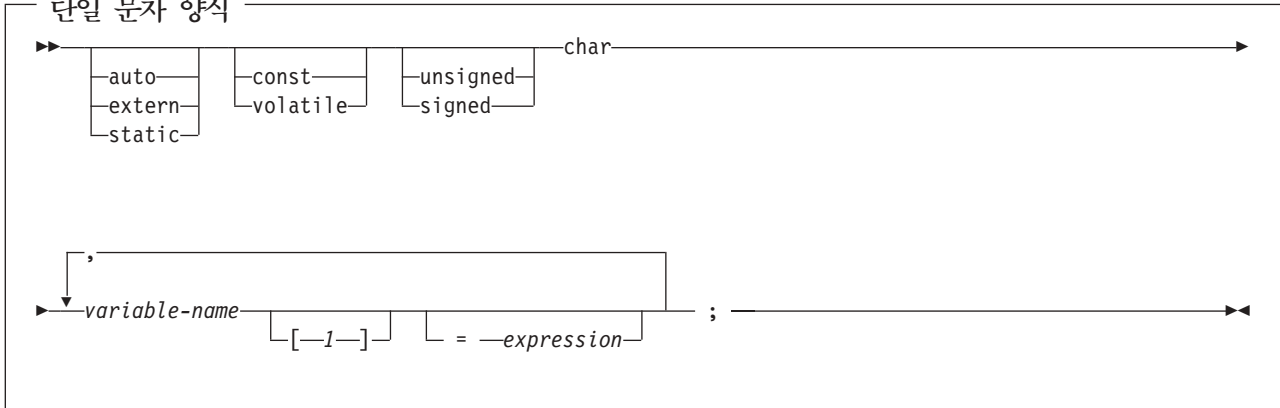 단일 문자 양식
char
auto const unsigned
extern volatile signed
static
,
variable-name [ 1 ] = expression ;